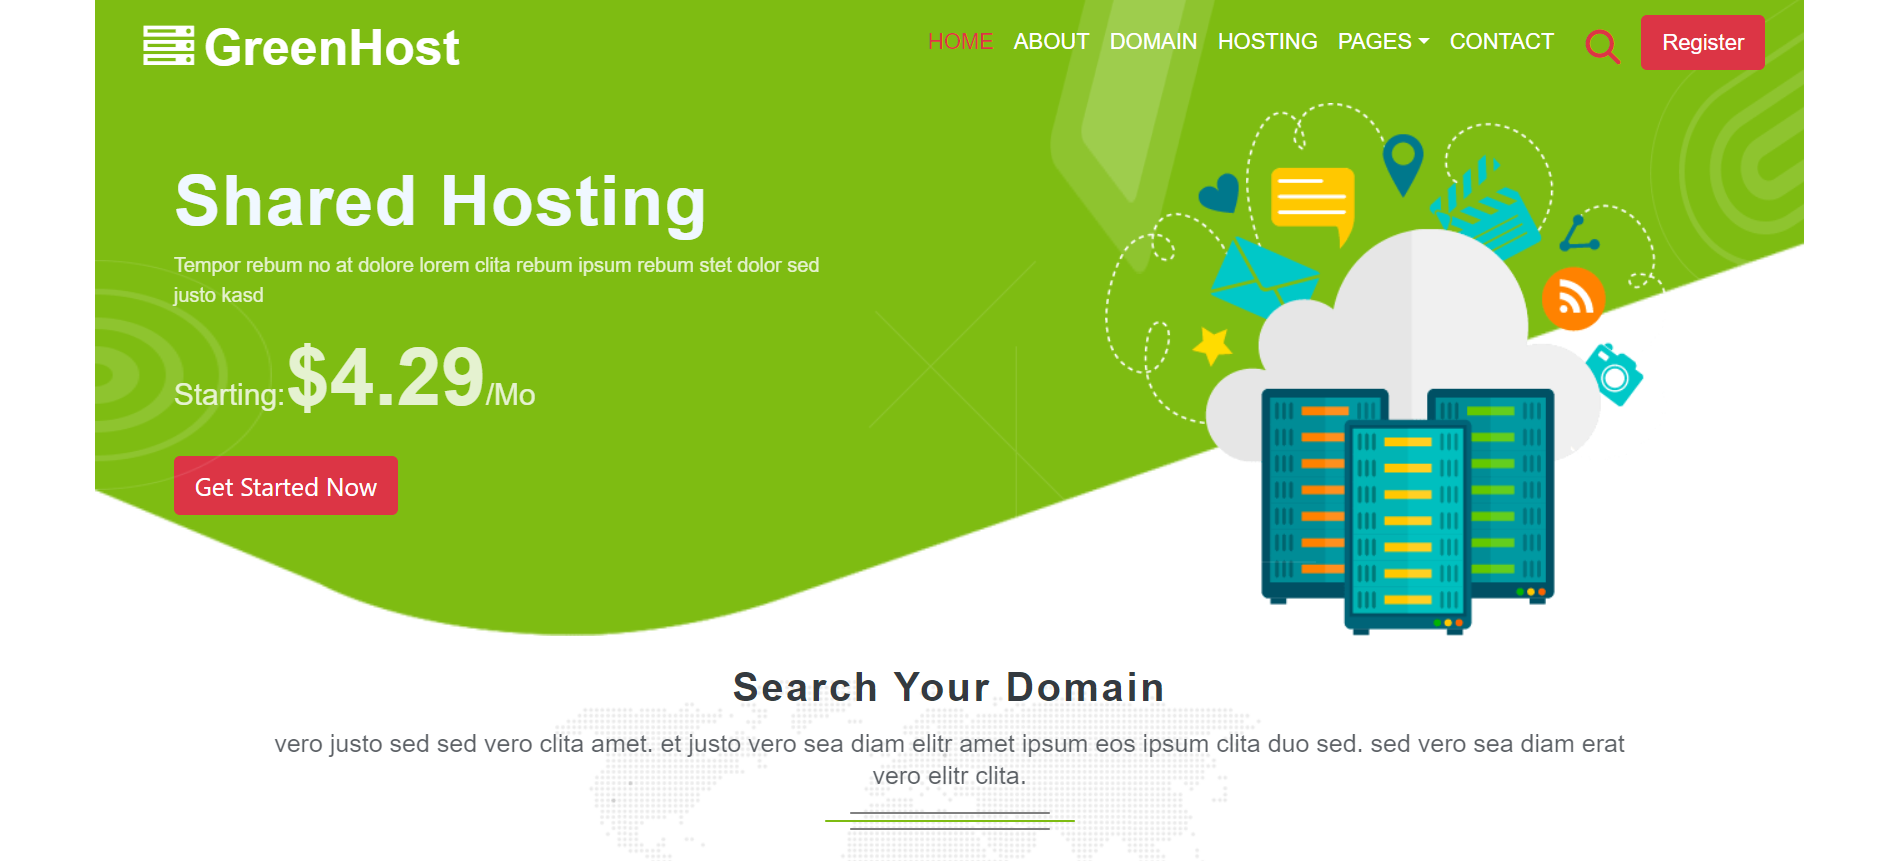 GreenHost
HOME ABOUT DOMAIN HOSTING PAGES CONTACT Register
Shared Hosting
Tempor rebum no at dolore lorem clita rebum ipsum rebum stet dolor sed
justo kasd
Starting:$4.29/Mo
Get Started Now
Search Your Domain
vero justo sed sed vero clita amet. et justo vero sea diam elitr amet ipsum eos ipsum clita duo sed. sed vero sea diam erat
vero elitr clita.